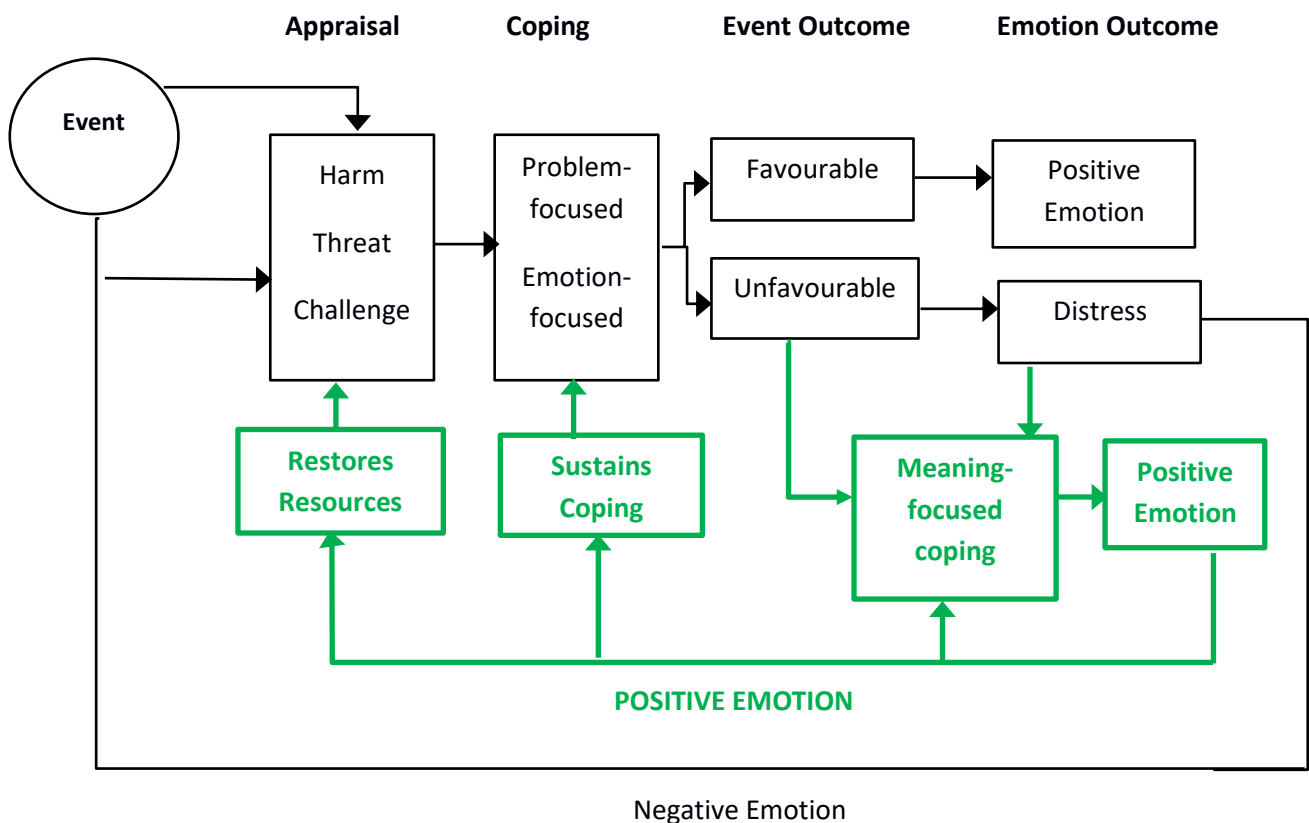 Appraisal
Coping
Event Outcome
Emotion Outcome
Event
Harm
Threat
Challenge
Problem-
focused
Emotion-
focused
Favourable
Positive
Emotion
Unfavourable
Distress
Restores
Resources
Sustains
Coping
Meaning-
focused
coping
Positive
Emotion
POSITIVE EMOTION
Negative Emotion